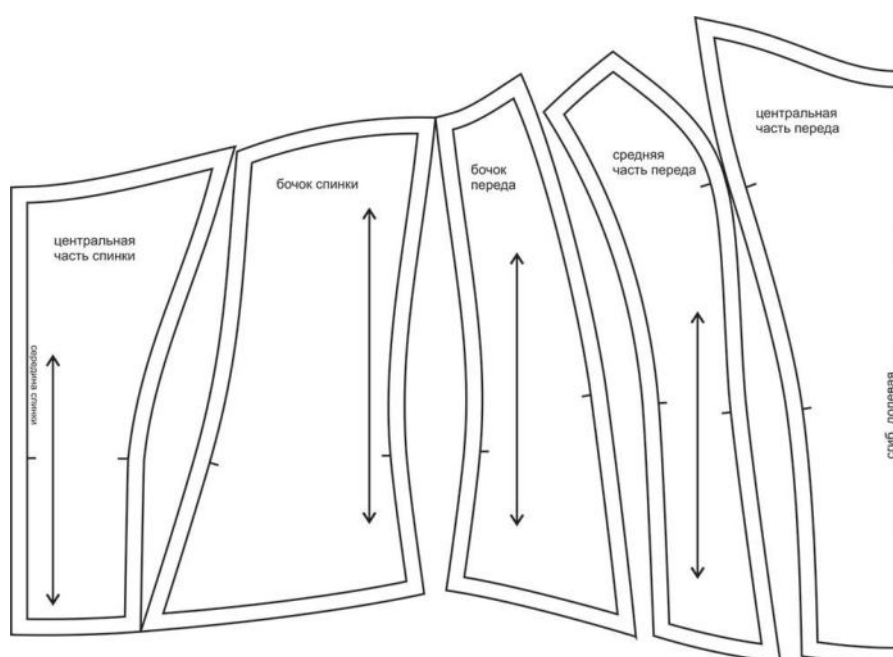 центральная
часть спинки
середина спинки
бочок спинки
бочок
переда
средняя
часть переда
центральная
часть переда
сгиб, долевая